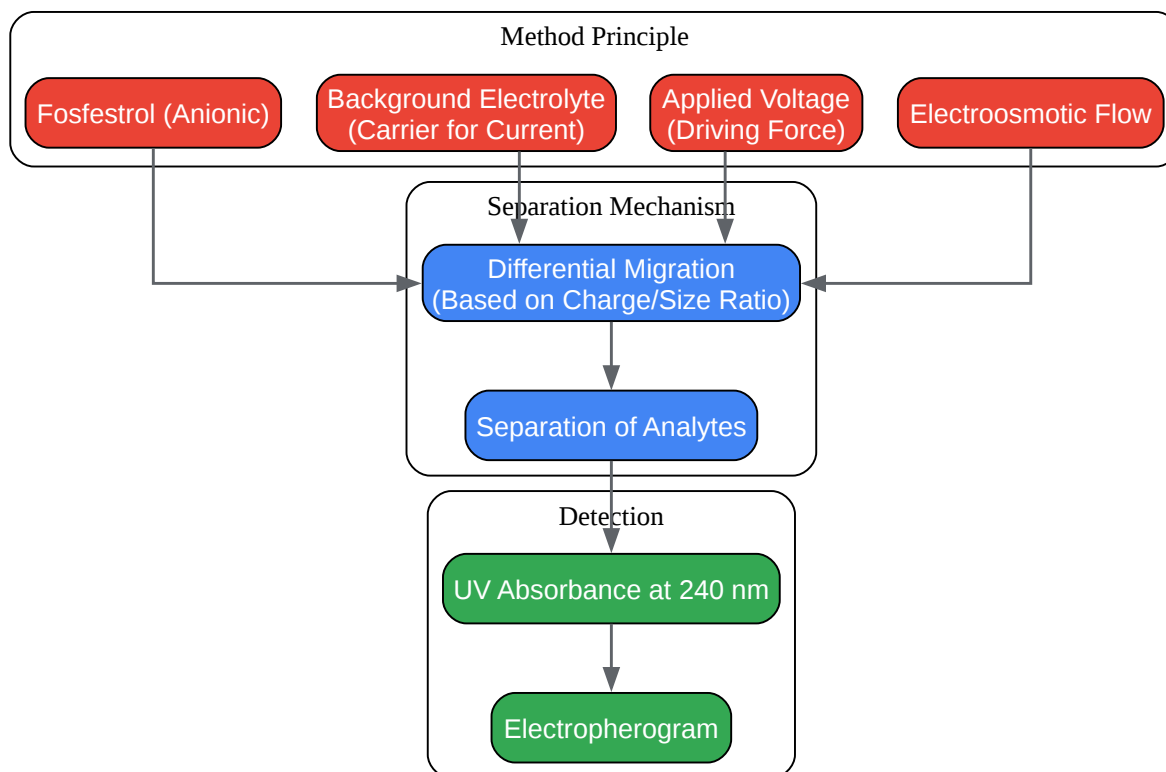 Method Principle
Fosfestrol (Anionic)
Background Electrolyte
(Carrier for Current)
Applied Voltage
(Driving Force)
Electroosmotic Flow
Separation Mechanism
Differential Migration
(Based on Charge/Size Ratio)
Separation of Analytes
Detection
UV Absorbance at 240 nm
Electropherogram